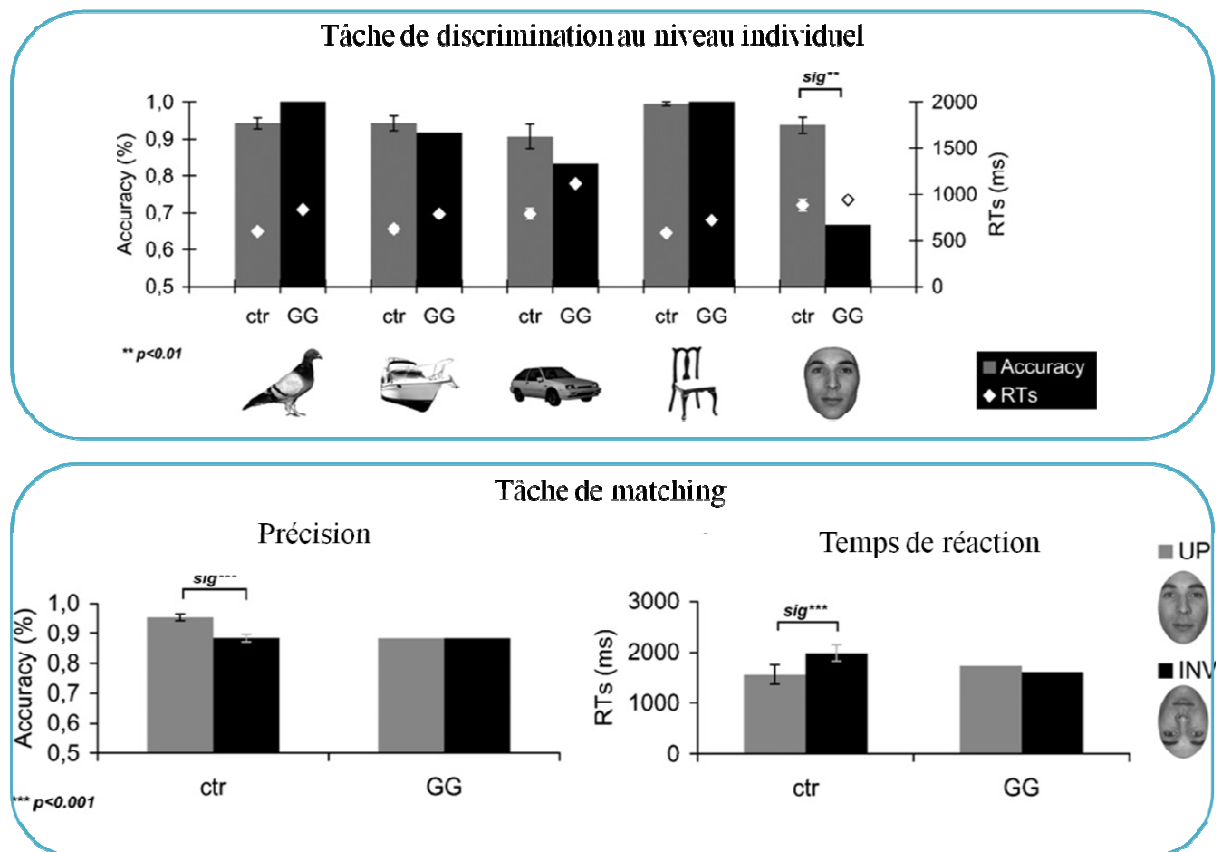 Tâche de discrimination au niveau individuel
sig**
1,0
0,9
0,8
0,7
0,6
0,5
Accuracy (%)
2000
1500
1000
500
0
RTs (ms)
ctr GG ctr GG ctr GG ctr GG ctr GG
** p<0.01
Accuracy
RTs
Tâche de matching
Précision
sig***
1,0
0,9
0,8
0,7
0,6
0,5
Accuracy (%)
ctr GG
*** p<0.001
Temps de réaction
sig***
3000
2000
1000
0
RTs (ms)
ctr GG
UP
INV